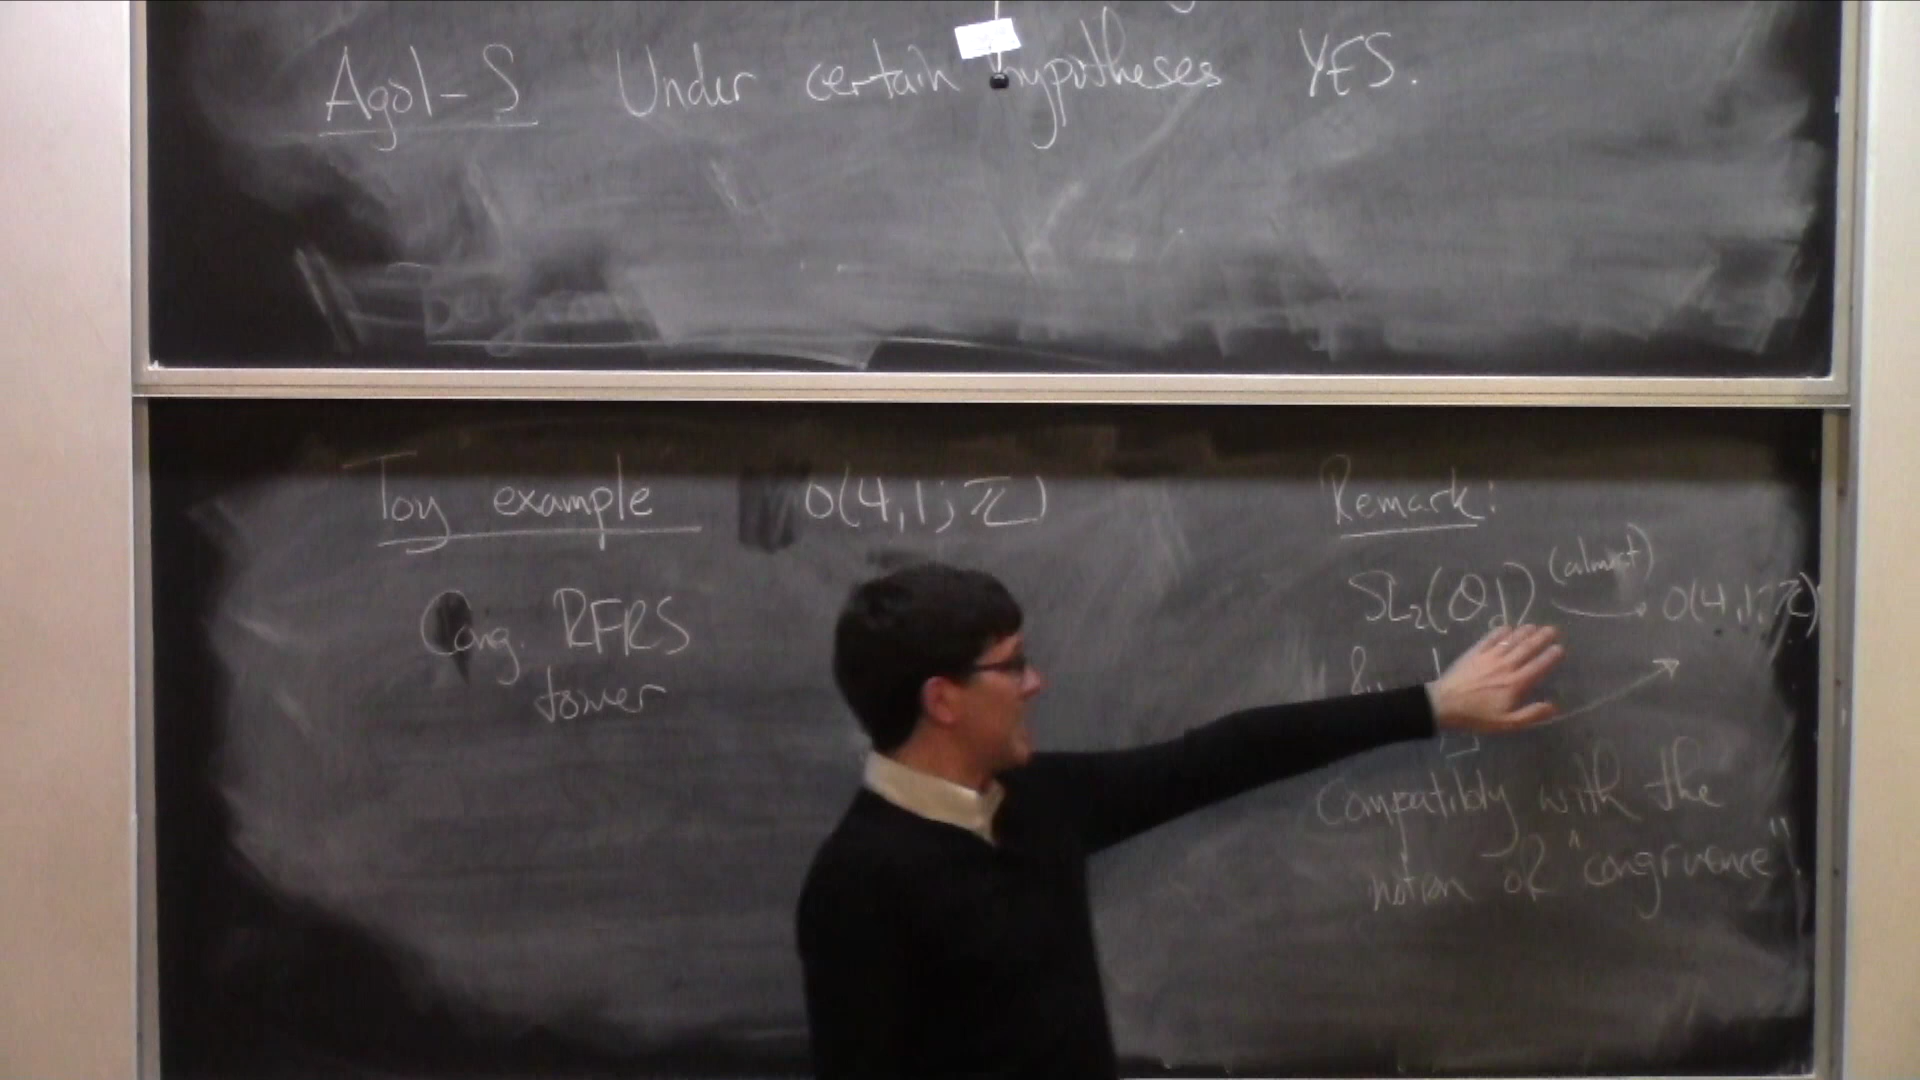 Agol-S Under certain hypotheses YES.
Toy example O(4,1; ℤ)
Cong. RFRS
tower
Remark:
(almost)
SL₂(O_d) → O(4,1; ℤ)
Compatibly with the
notion of "congruence".